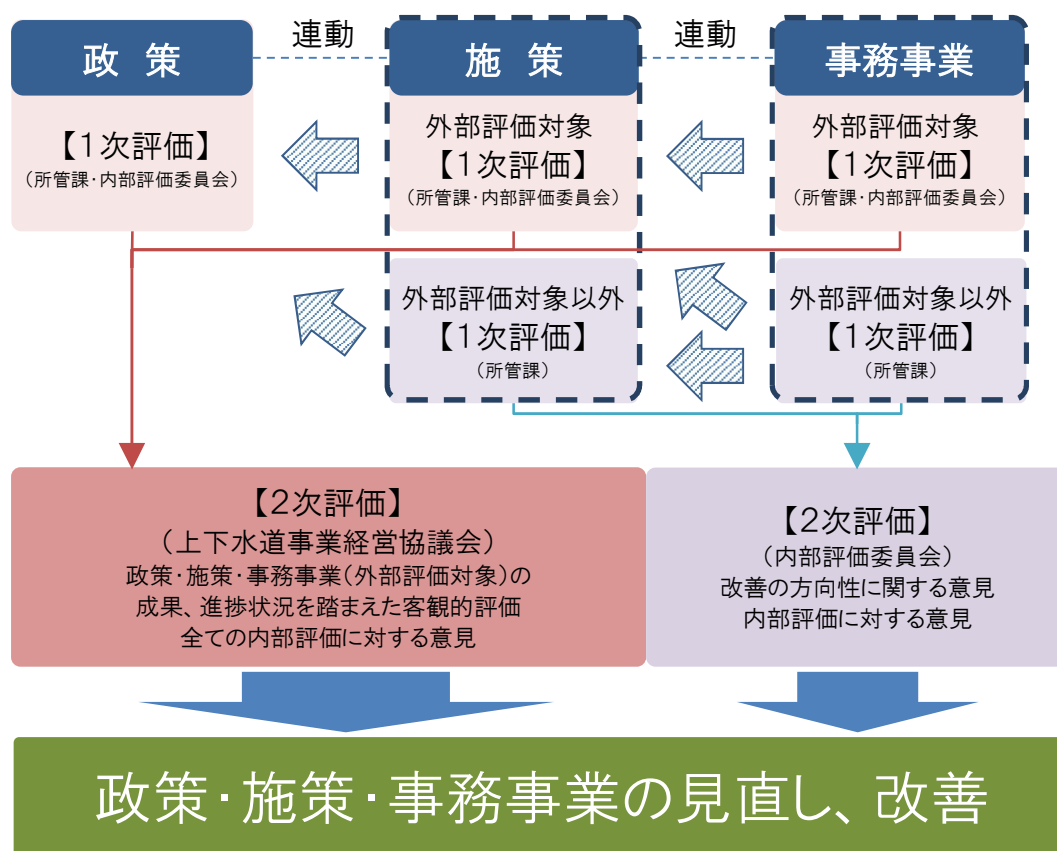 連動
連動
政 策
施 策
事務事業
【1次評価】
(所管課・内部評価委員会)
外部評価対象
【1次評価】
(所管課・内部評価委員会)
外部評価対象
【1次評価】
(所管課・内部評価委員会)
外部評価対象以外
【1次評価】
(所管課)
外部評価対象以外
【1次評価】
(所管課)
【2次評価】
(上下水道事業経営協議会)
政策・施策・事務事業(外部評価対象)の
成果、進捗状況を踏まえた客観的評価
全ての内部評価に対する意見
【2次評価】
(内部評価委員会)
改善の方向性に関する意見
内部評価に対する意見
政策・施策・事務事業の見直し、改善